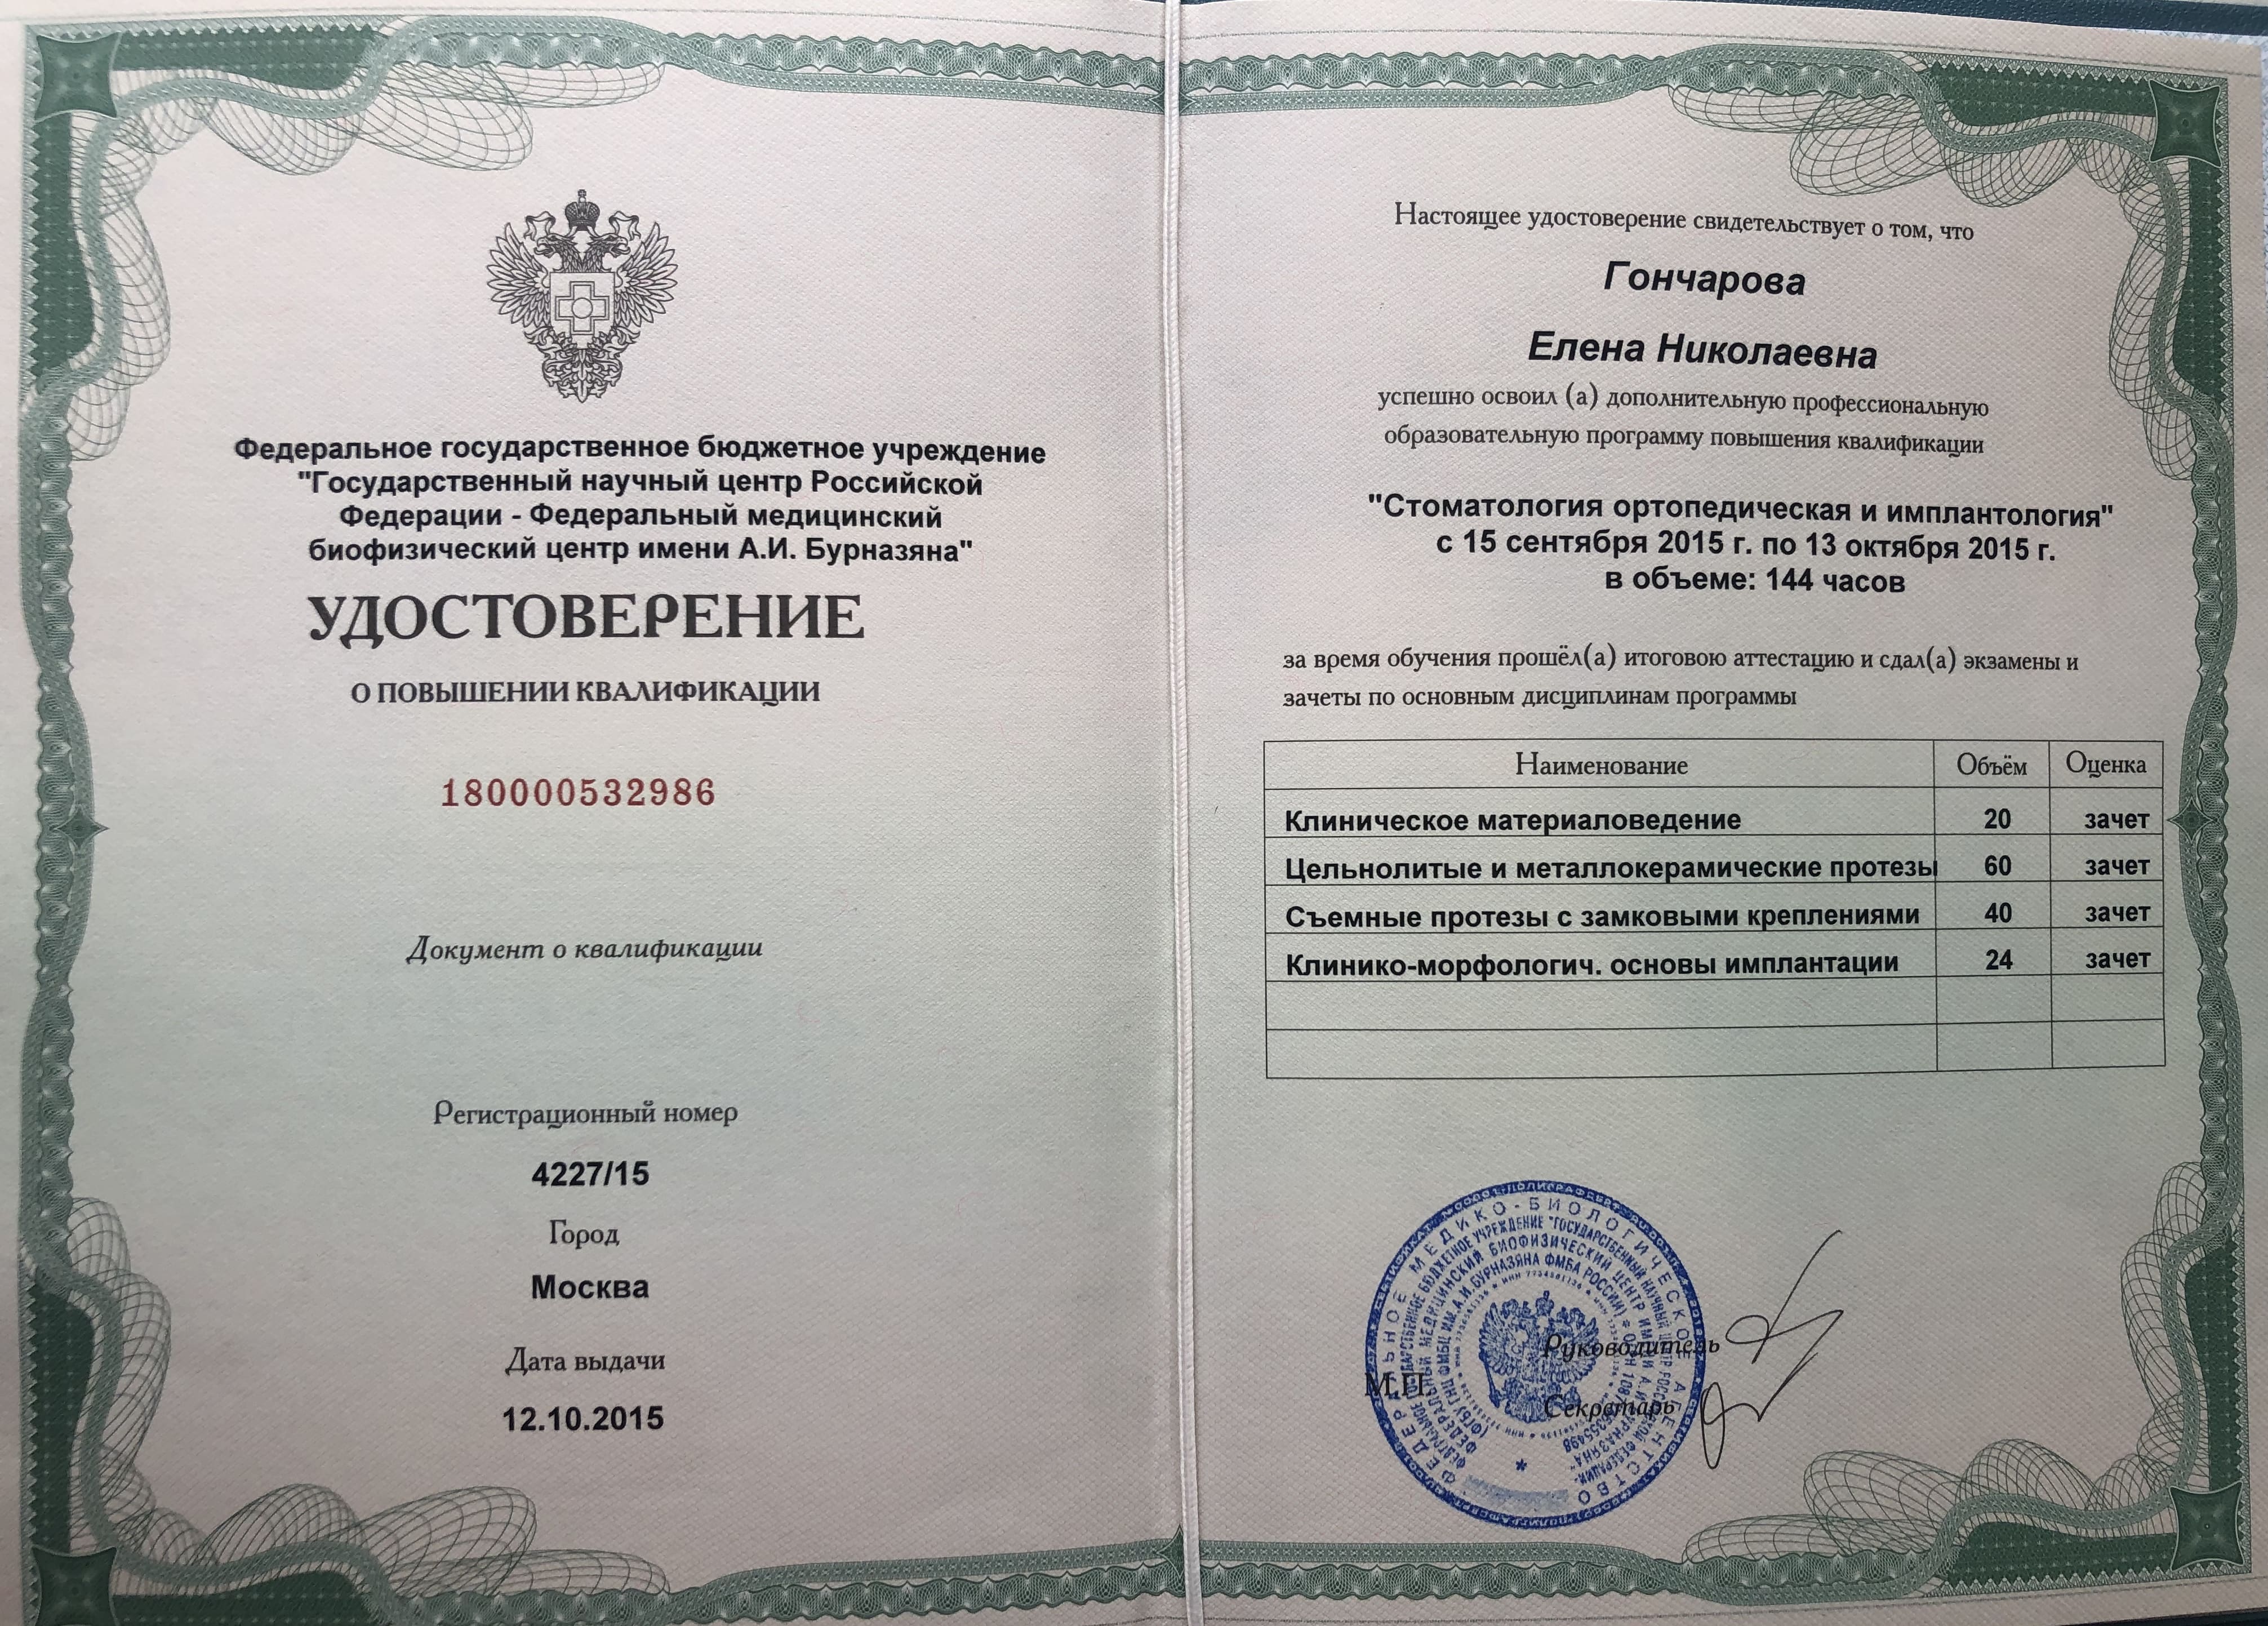 Федеральное государственное бюджетное учреждение
"Государственный научный центр Российской
Федерации - Федеральный медицинский
биофизический центр имени А.И. Бурназяна"
УДОСТОВЕРЕНИЕ
О ПОВЫШЕНИИ КВАЛИФИКАЦИИ
180000532986
Документ о квалификации
Регистрационный номер
4227/15
Город
Москва
Дата выдачи
12.10.2015
Настоящее удостоверение свидетельствует о том, что
Гончарова
Елена Николаевна
успешно освоил (а) дополнительную профессиональную
образовательную программу повышения квалификации
"Стоматология ортопедическая и имплантология"
с 15 сентября 2015 г. по 13 октября 2015 г.
в объеме: 144 часов
за время обучения прошёл(а) итоговою аттестацию и сдал(а) экзамены и
зачеты по основным дисциплинам программы
Наименование Объём Оценка
Клиническое материаловедение 20 зачет
Цельнолитые и металлокерамические протезы 60 зачет
Съемные протезы с замковыми креплениями 40 зачет
Клинико-морфологич. основы имплантации 24 зачет
ФЕДЕРАЛЬНОЕ МЕДИКО-БИОЛОГИЧЕСКОЕ АГЕНТСТВО
ФЕДЕРАЛЬНОЕ ГОСУДАРСТВЕННОЕ БЮДЖЕТНОЕ УЧРЕЖДЕНИЕ "ГОСУДАРСТВЕННЫЙ НАУЧНЫЙ ЦЕНТР РОССИЙСКОЙ ФЕДЕРАЦИИ -
ФЕДЕРАЛЬНЫЙ МЕДИЦИНСКИЙ БИОФИЗИЧЕСКИЙ ЦЕНТР ИМЕНИ А.И. БУРНАЗЯНА"
(ФГБУ ГНЦ ФМБЦ ИМ. А.И. БУРНАЗЯНА ФМБА РОССИИ)
Руководитель
М.П.
Секретарь